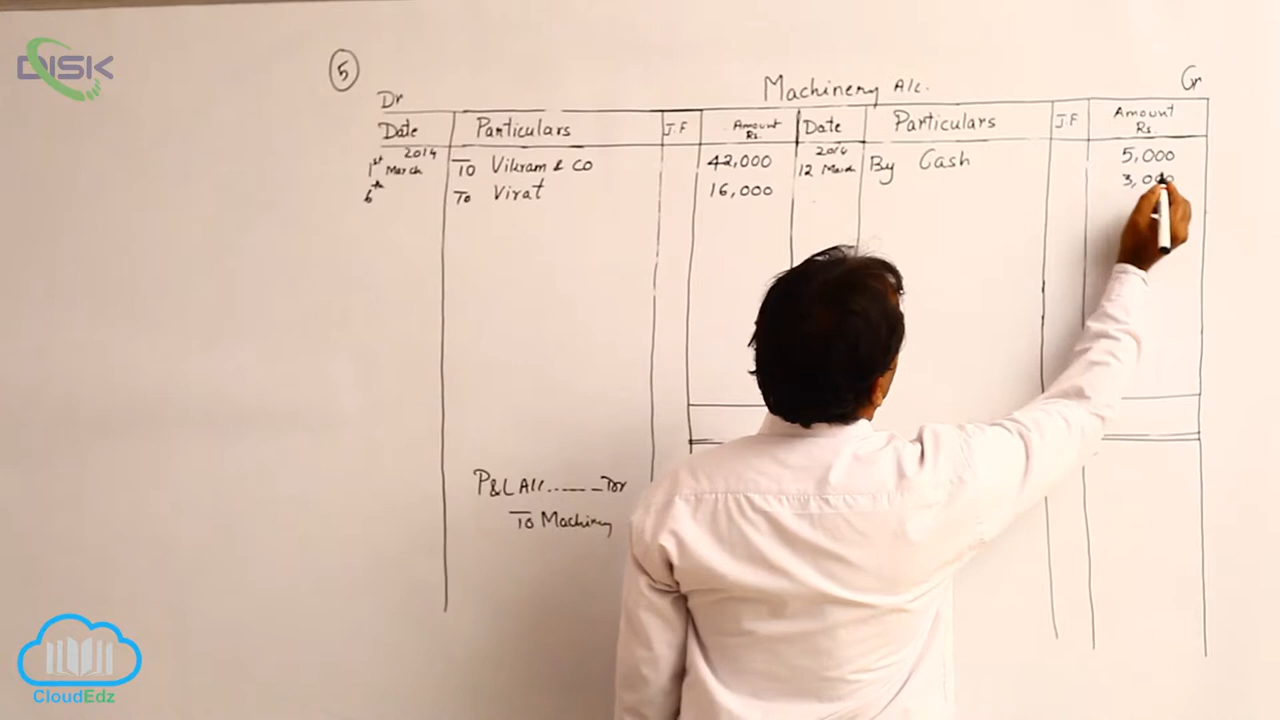 DISK
5
Machinery A/c.
Dr
Cr
Date Particulars J.F Amount Rs. Date Particulars J.F Amount Rs.
2014 1st March To Vikram & Co 42,000 2014 12 March By Cash 5,000
6th To Virat 16,000 3,000
P&L A/c. ------ Dr
To Machinery
CloudEdz